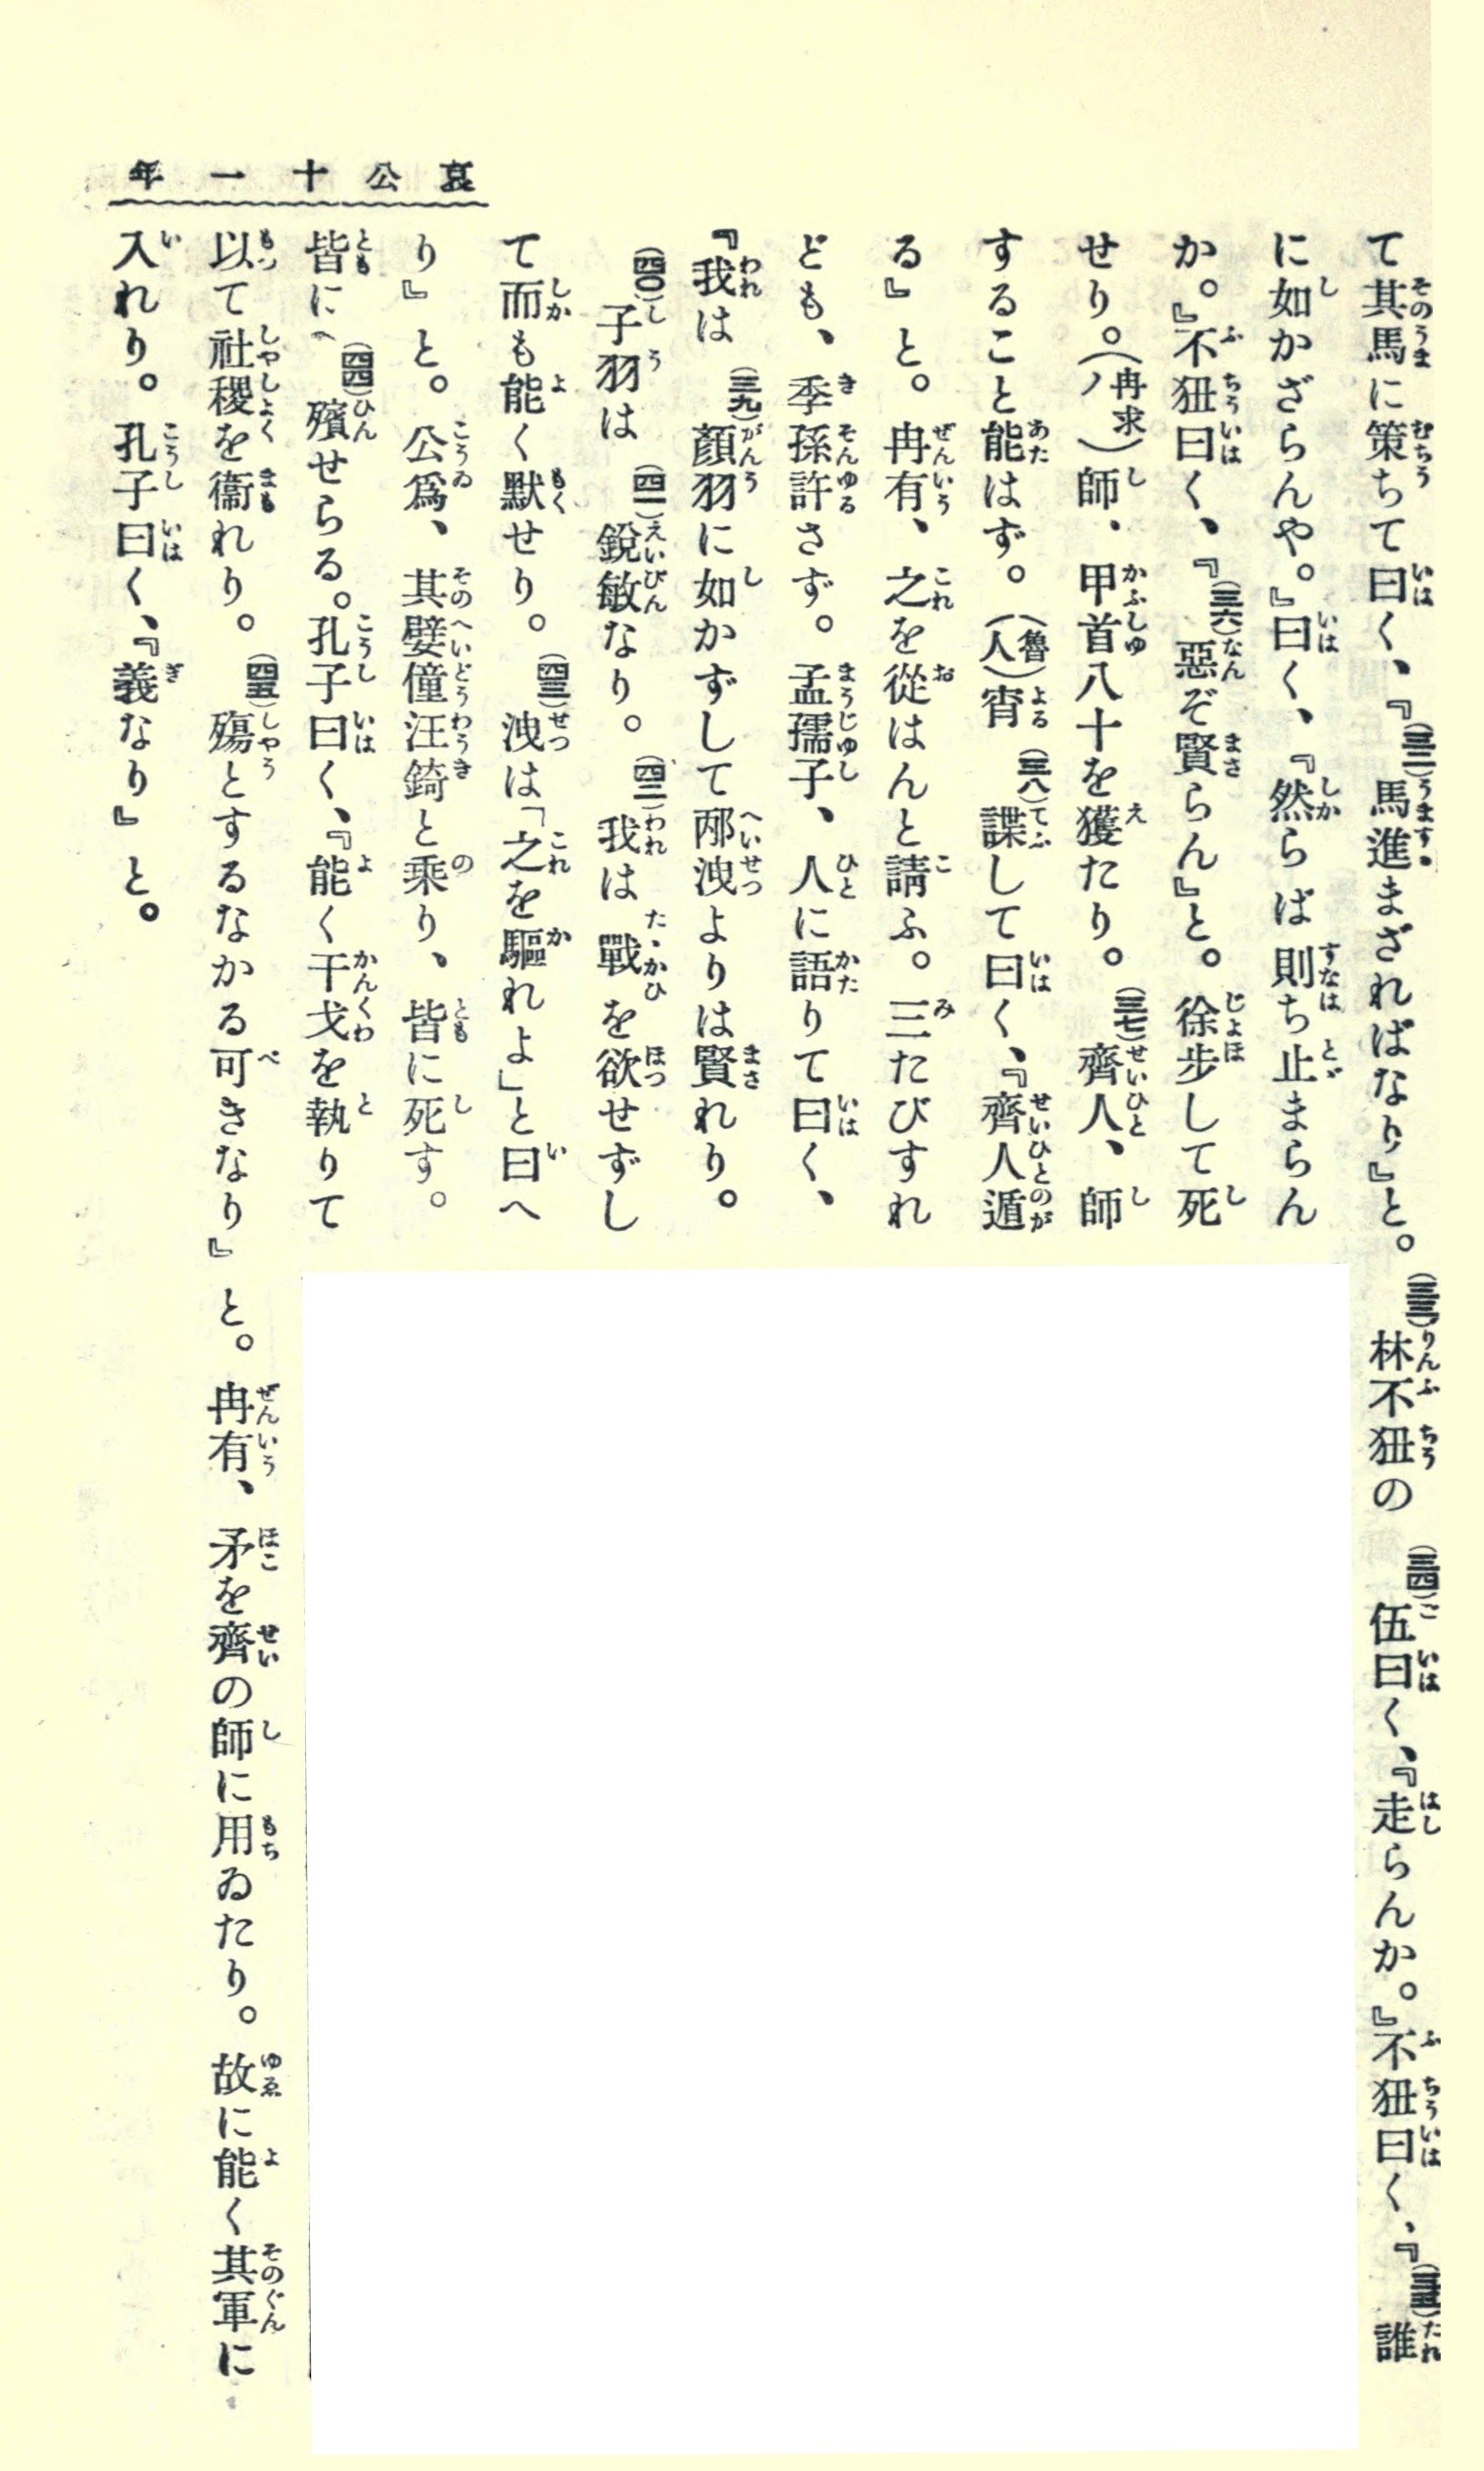 哀公十一年
て其馬に策ちて曰く、『(三二)馬進まざればなり』と。(三三)林不狃の(三四)伍曰く、『走らんか。』不狃曰く、『(三五)誰
に如かざらんや。』曰く、『然らば則ち止まらん
か。』不狃曰く、『(三六)惡ぞ賢らん』と。徐步して死
せり。(冉求ノ)師・甲首八十を獲たり。(三七)齊人、師
すること能はず。(魯人)宵(三八)諜して曰く、『齊人遁
る』と。冉有、之を從はんと請ふ。三たびすれ
ども、季孫許さず。孟孺子、人に語りて曰く、
『我は(三九)顏羽に如かずして邴洩よりは賢れり。
(四〇)子羽は(四一)銳敏なり。(四二)我は戰を欲せずし
て而も能く默せり。(四三)洩は「之を驅れよ」と曰へ
り』と。公爲、其嬖僮汪錡と乘り、皆に死す。
皆に(四四)殯せらる。孔子曰く、『能く干戈を執りて
以て社稷を衞れり。(四五)殤とするなかる可きなり』と。冉有、矛を齊の師に用ゐたり。故に能く其軍に
入れり。孔子曰く、『義なり』と。